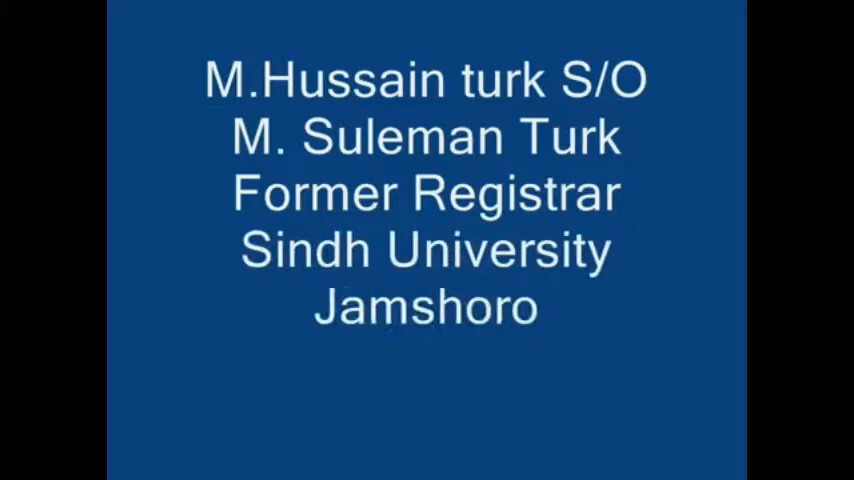 M.Hussain turk S/O
M. Suleman Turk
Former Registrar
Sindh University
Jamshoro